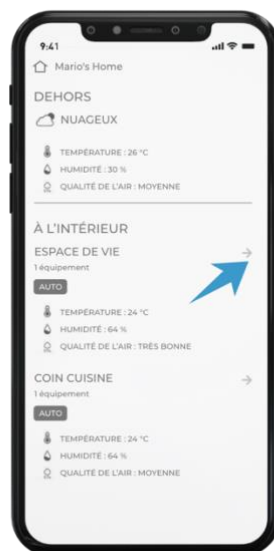 9:41
Mario's Home
DEHORS
NUAGEUX
TEMPÉRATURE : 26 °C
HUMIDITÉ : 30 %
QUALITÉ DE L'AIR : MOYENNE
À L'INTÉRIEUR
ESPACE DE VIE
1 équipement
AUTO
TEMPÉRATURE : 24 °C
HUMIDITÉ : 64 %
QUALITÉ DE L'AIR : TRÈS BONNE
COIN CUISINE
1 équipement
AUTO
TEMPÉRATURE : 24 °C
HUMIDITÉ : 64 %
QUALITÉ DE L'AIR : MOYENNE